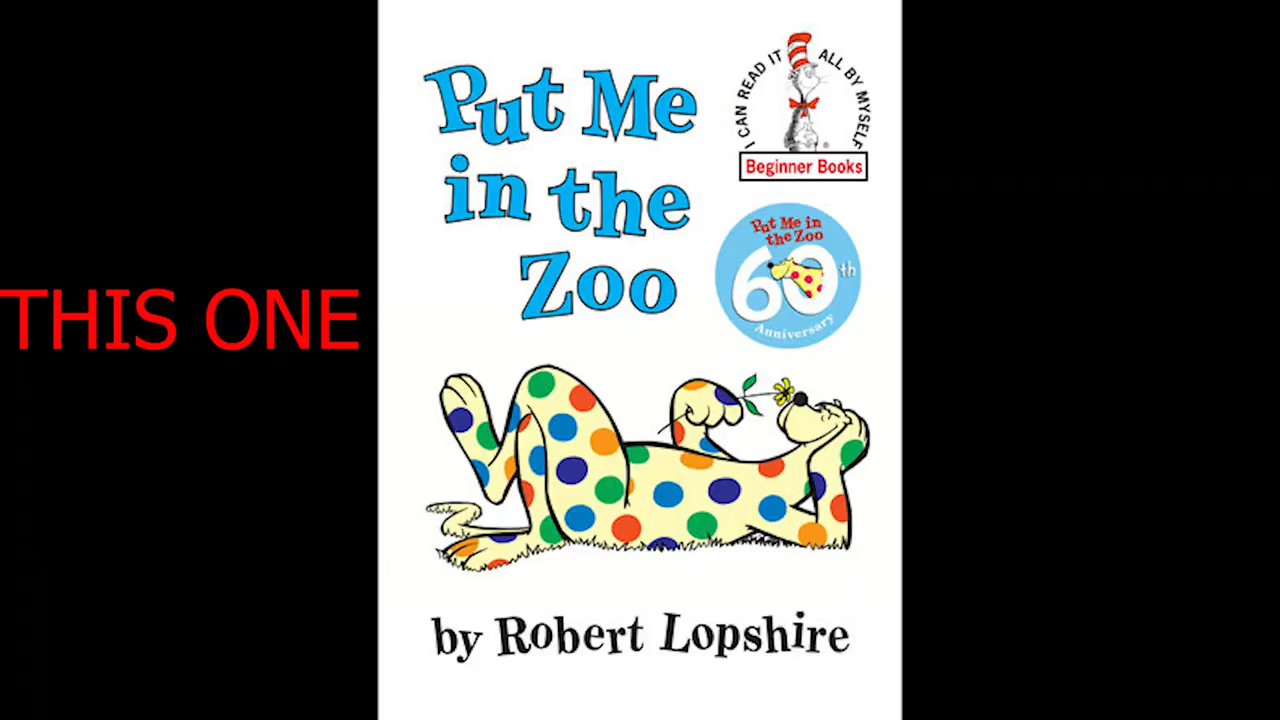 THIS ONE
Put Me
in the
Zoo
I CAN READ IT ALL BY MYSELF
Beginner Books
Put Me in
the Zoo
60th
Anniversary
by Robert Lopshire